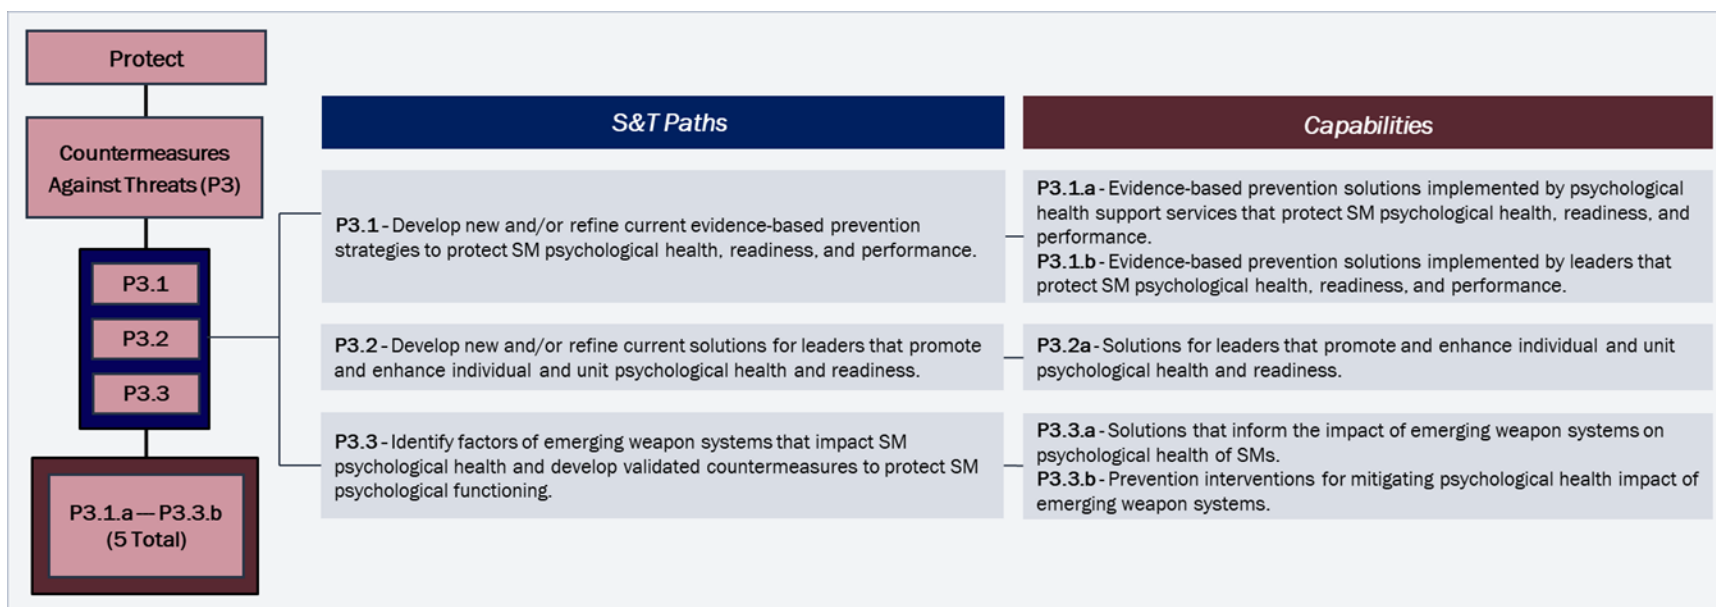 Protect
Countermeasures
Against Threats (P3)
P3.1
P3.2
P3.3
P3.1.a — P3.3.b
(5 Total)
S&T Paths
Capabilities
P3.1 - Develop new and/or refine current evidence-based prevention
strategies to protect SM psychological health, readiness, and performance.
P3.1.a - Evidence-based prevention solutions implemented by psychological
health support services that protect SM psychological health, readiness, and
performance.
P3.1.b - Evidence-based prevention solutions implemented by leaders that
protect SM psychological health, readiness, and performance.
P3.2 - Develop new and/or refine current solutions for leaders that promote
and enhance individual and unit psychological health and readiness.
P3.2a - Solutions for leaders that promote and enhance individual and unit
psychological health and readiness.
P3.3 - Identify factors of emerging weapon systems that impact SM
psychological health and develop validated countermeasures to protect SM
psychological functioning.
P3.3.a - Solutions that inform the impact of emerging weapon systems on
psychological health of SMs.
P3.3.b - Prevention interventions for mitigating psychological health impact of
emerging weapon systems.